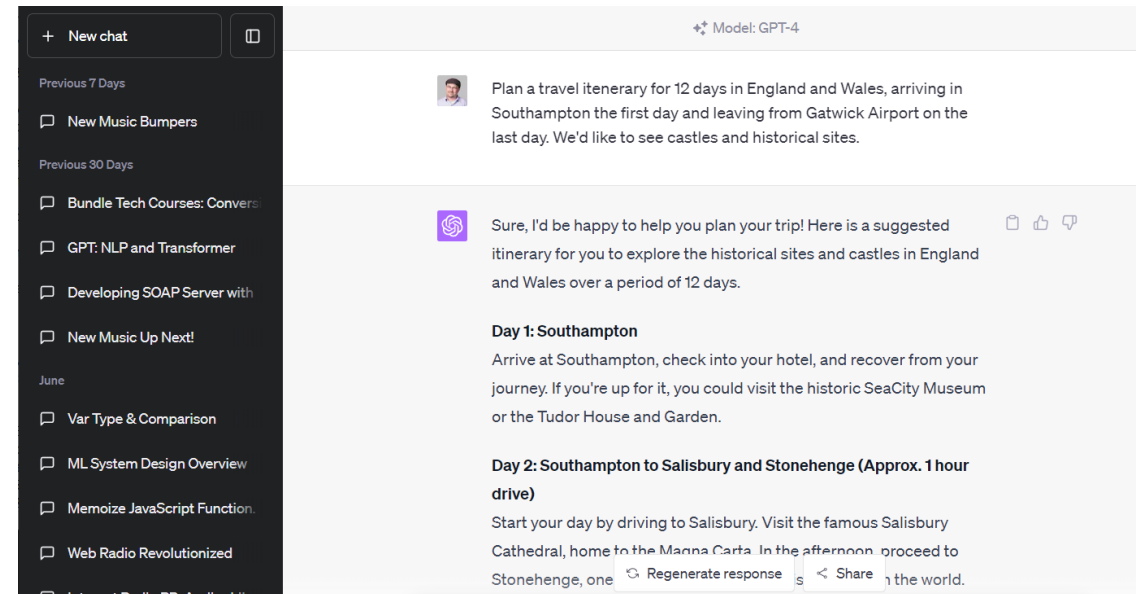 New chat
Previous 7 Days
New Music Bumpers
Previous 30 Days
Bundle Tech Courses: Convers
GPT: NLP and Transformer
Developing SOAP Server with
New Music Up Next!
June
Var Type & Comparison
ML System Design Overview
Memoize JavaScript Function.
Web Radio Revolutionized
Model: GPT-4
Plan a travel itenerary for 12 days in England and Wales, arriving in
Southampton the first day and leaving from Gatwick Airport on the
last day. We'd like to see castles and historical sites.
Sure, I'd be happy to help you plan your trip! Here is a suggested
itinerary for you to explore the historical sites and castles in England
and Wales over a period of 12 days.
Day 1: Southampton
Arrive at Southampton, check into your hotel, and recover from your
journey. If you're up for it, you could visit the historic SeaCity Museum
or the Tudor House and Garden.
Day 2: Southampton to Salisbury and Stonehenge (Approx. 1 hour
drive)
Start your day by driving to Salisbury. Visit the famous Salisbury
Cathedral, home to the Magna Carta. In the afternoon, proceed to
Stonehenge, one n the world.
Regenerate response
Share